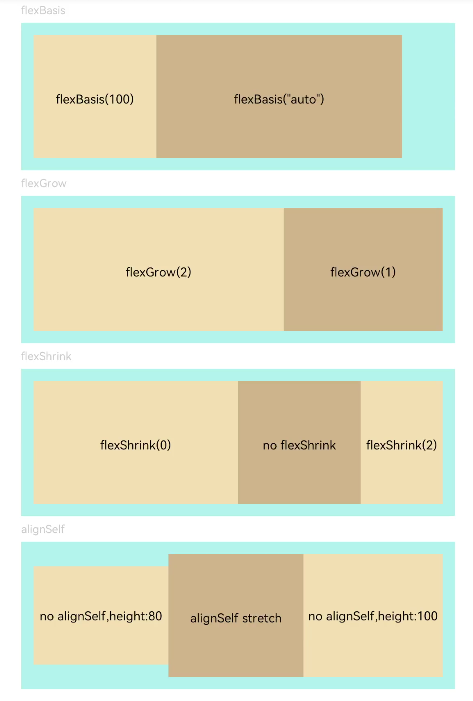 flexBasis
flexBasis(100) flexBasis("auto")
flexGrow
flexGrow(2) flexGrow(1)
flexShrink
flexShrink(0) no flexShrink flexShrink(2)
alignSelf
no alignSelf,height:80 alignSelf stretch no alignSelf,height:100